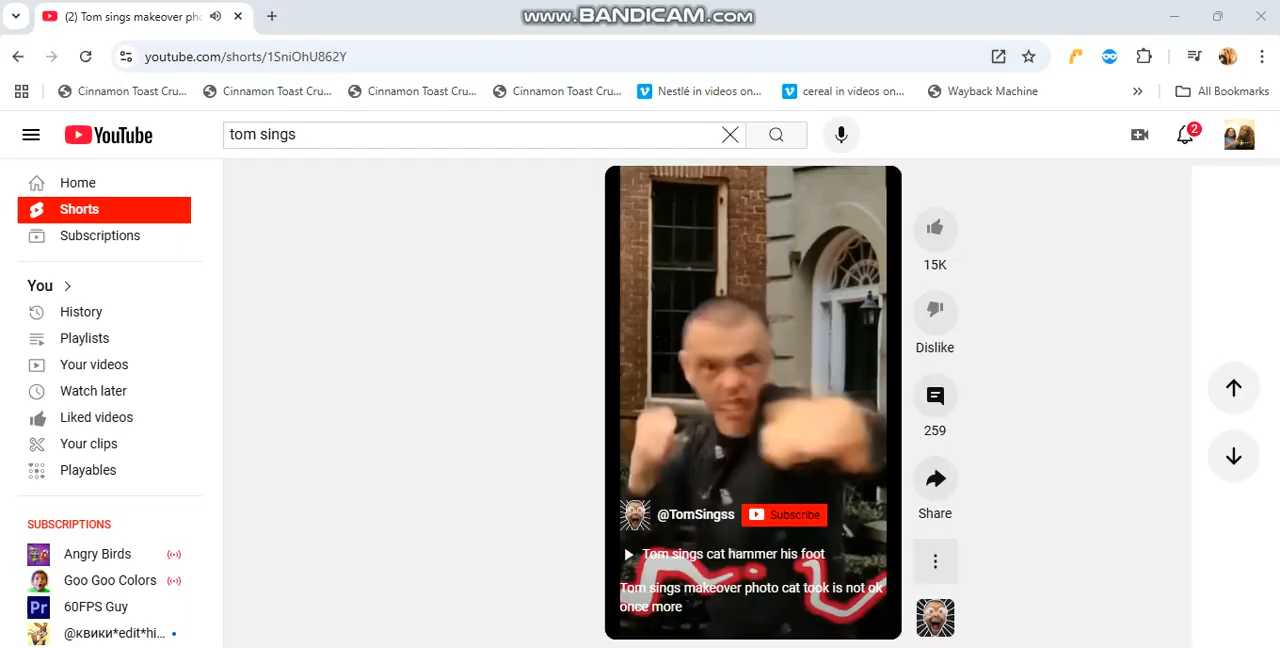 www.BANDICAM.com
(2) Tom sings makeover pho
youtube.com/shorts/1SniOhU862Y
Cinnamon Toast Cru... Cinnamon Toast Cru... Cinnamon Toast Cru... Cinnamon Toast Cru... Nestlé in videos on... cereal in videos on... Wayback Machine » All Bookmarks
YouTube
tom sings
2
Home
Shorts
Subscriptions
You
History
Playlists
Your videos
Watch later
Liked videos
Your clips
Playables
SUBSCRIPTIONS
Angry Birds
Goo Goo Colors
Pr 60FPS Guy
@квики*edit*hi...
@TomSingss Subscribe
Tom sings cat hammer his foot
Tom sings makeover photo cat took is not ok
once more
15K
Dislike
259
Share